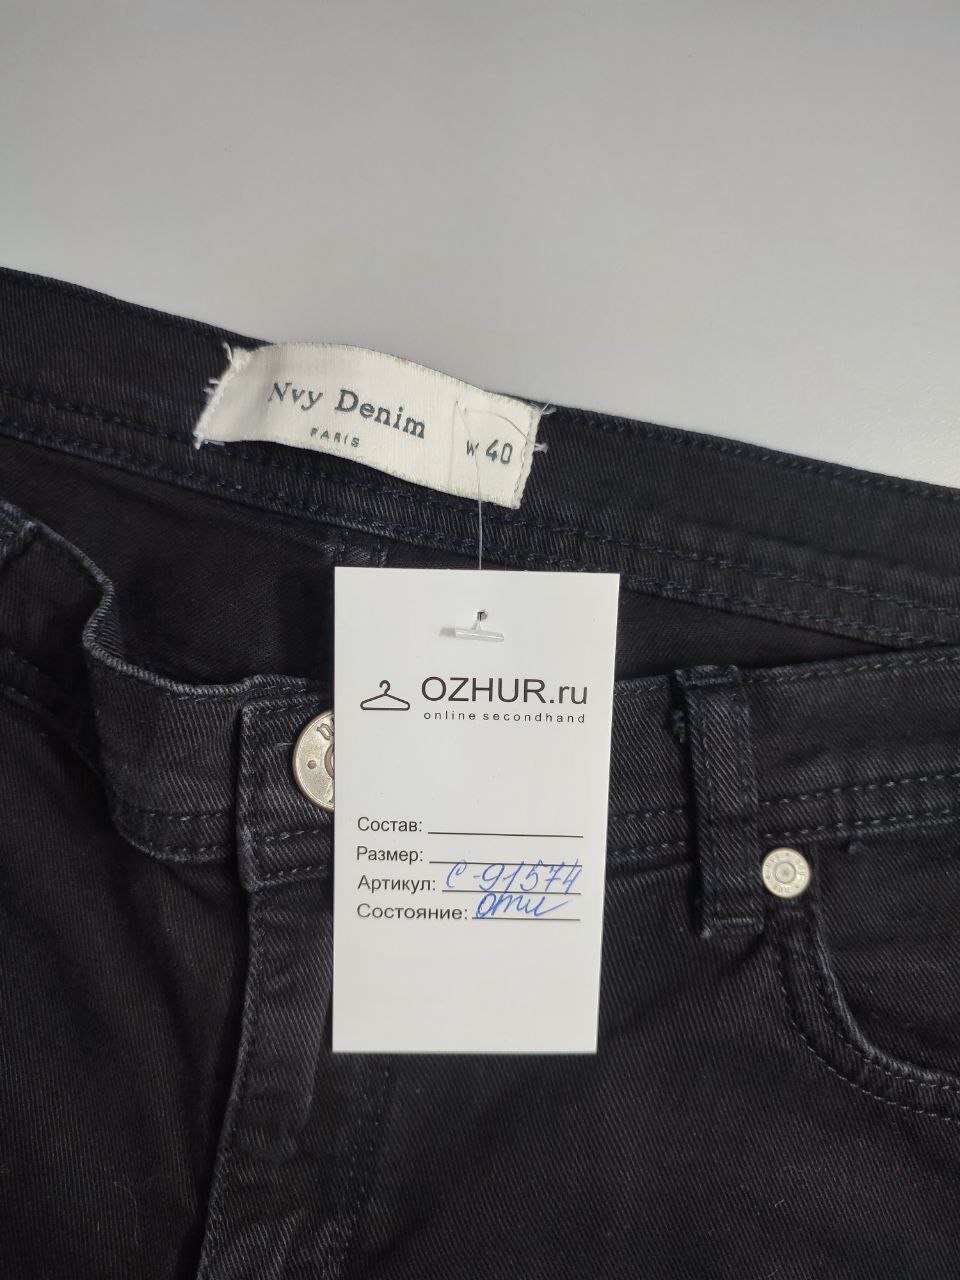 Nvy Denim
PARIS
W 40
OZHUR.ru
online secondhand
Состав:
Размер:
Артикул: С-91574
Состояние: отл